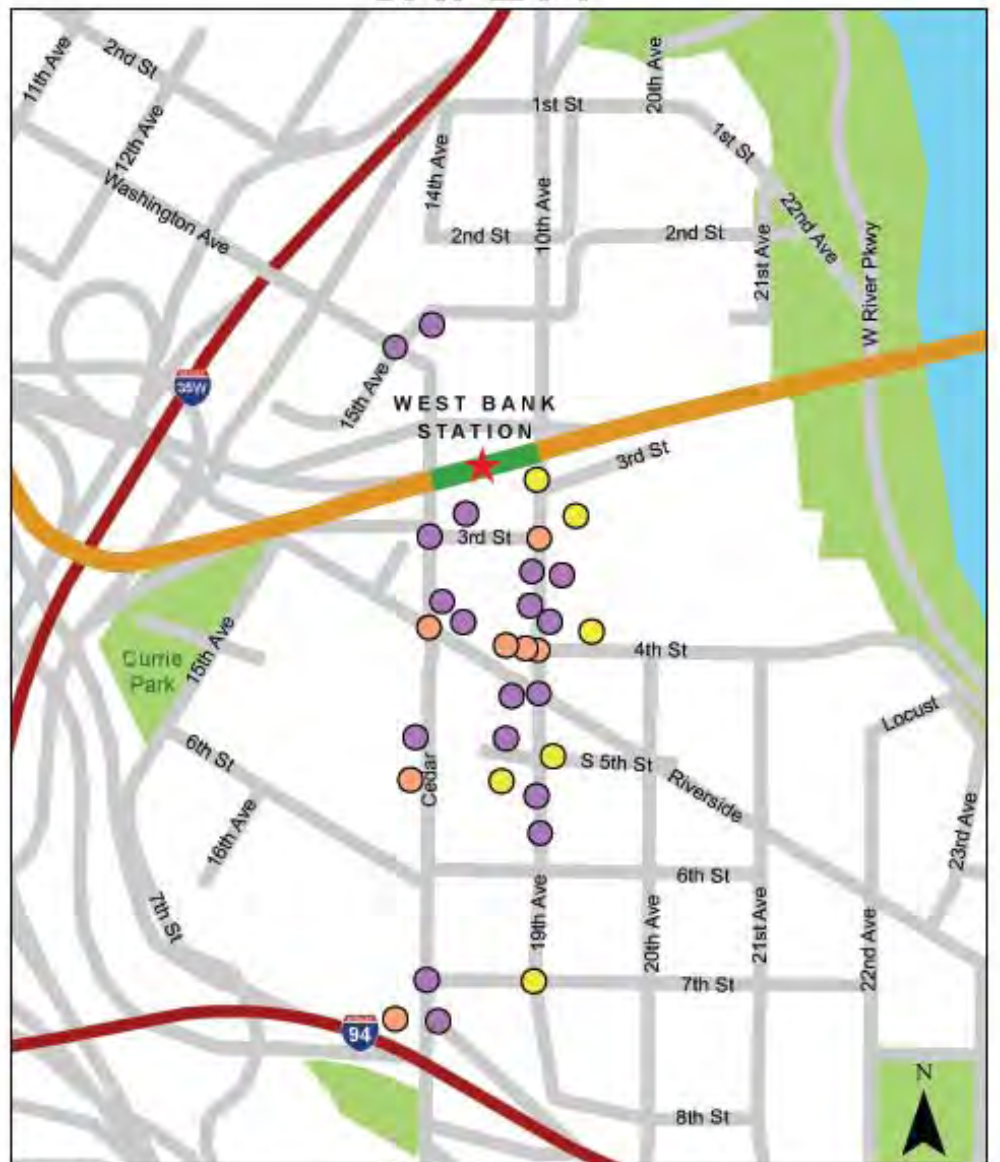 11th Ave
2nd St
12th Ave
Washington Ave
20th Ave
1st St
1st St
14th Ave
10th Ave
2nd St
2nd St
22nd Ave
21st Ave
W River Pkwy
35W
15th Ave
WEST BANK
STATION
3rd St
3rd St
15th Ave
Currie
Park
4th St
Locust
6th St
Cedar
S 5th St
Riverside
16th Ave
23rd Ave
6th St
7th St
19th Ave
20th Ave
21st Ave
22nd Ave
7th St
94
N
8th St